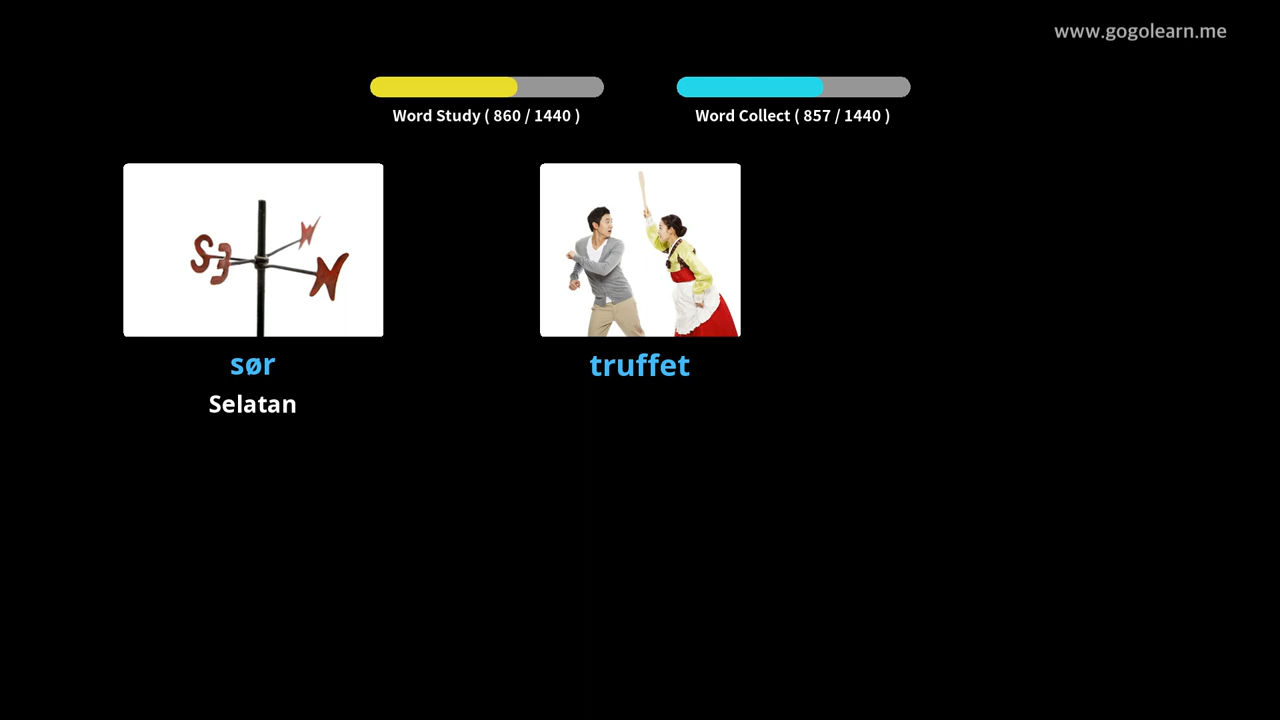 www.gogolearn.me
Word Study ( 860 / 1440 )
Word Collect ( 857 / 1440 )
S E N W
sør
truffet
Selatan